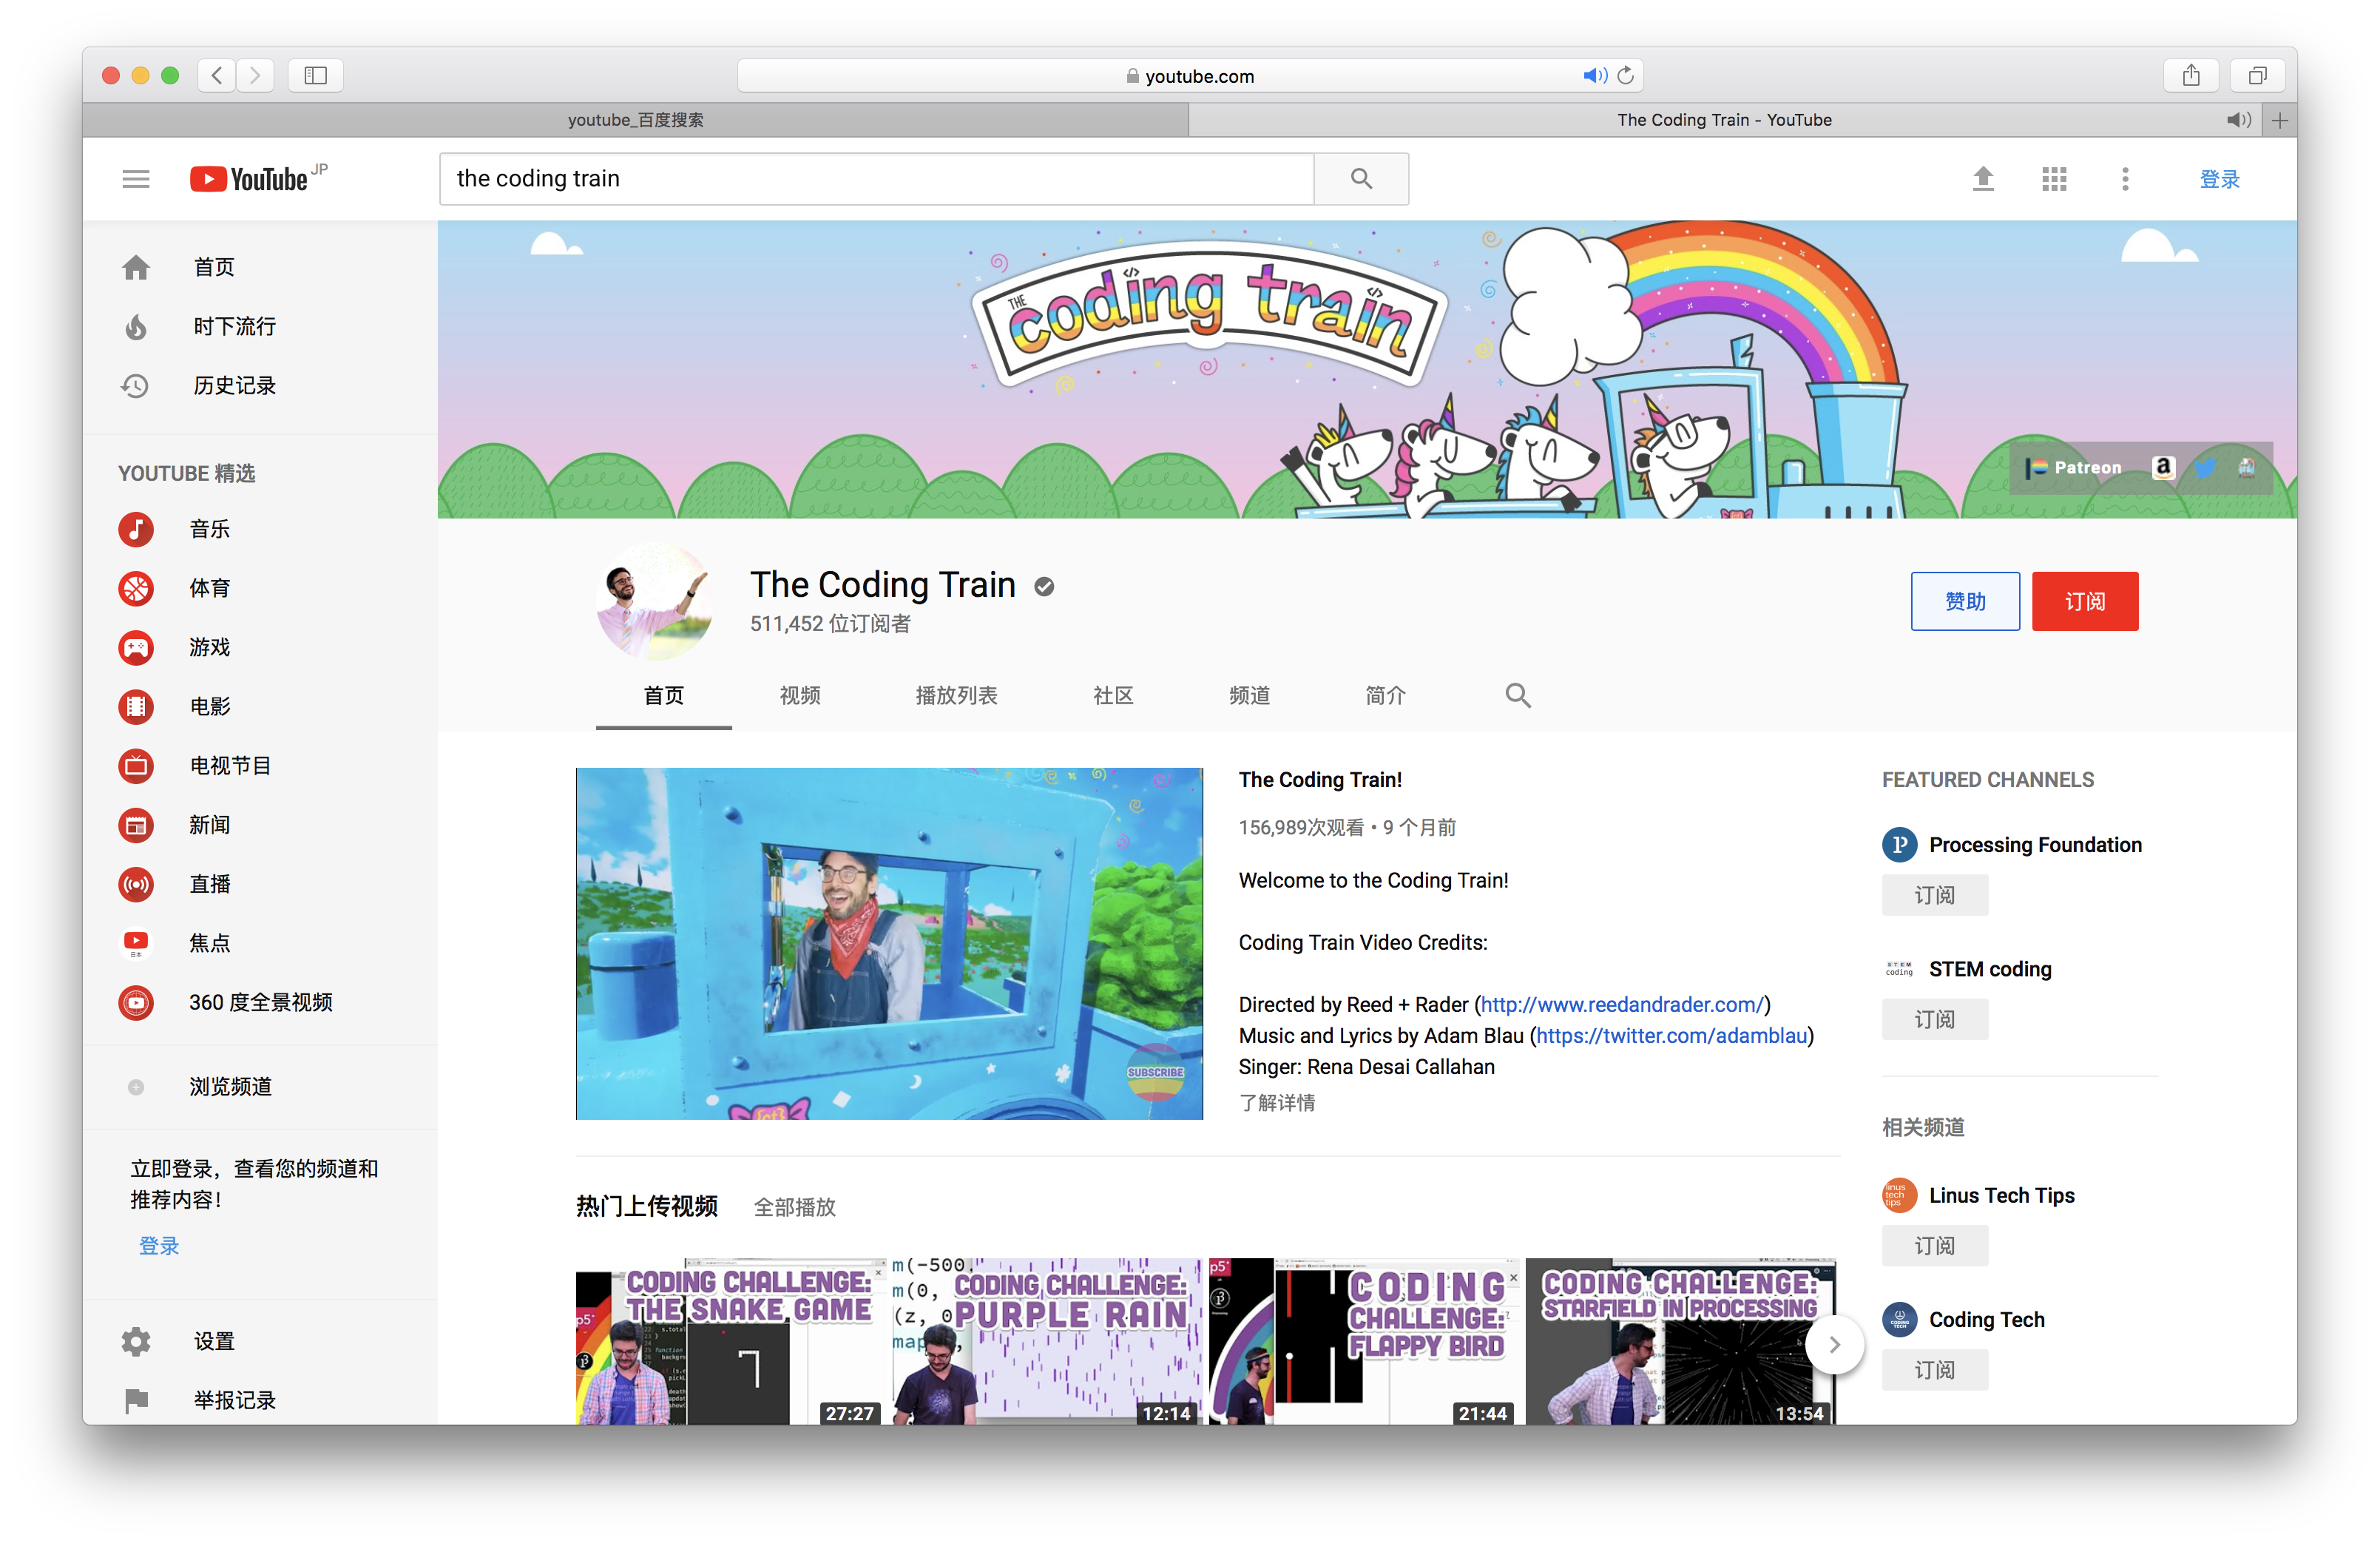 youtube.com
youtube_百度搜索
The Coding Train - YouTube
YouTube JP
the coding train
登录
首页
时下流行
历史记录
YOUTUBE 精选
音乐
体育
游戏
电影
电视节目
新闻
直播
焦点
日本
360 度全景视频
浏览频道
立即登录，查看您的频道和
推荐内容！
登录
设置
举报记录
THE coding train
Patreon
The Coding Train
511,452 位订阅者
赞助
订阅
首页
视频
播放列表
社区
频道
简介
SUBSCRIBE
The Coding Train!
156,989次观看 • 9 个月前
Welcome to the Coding Train!
Coding Train Video Credits:
Directed by Reed + Rader (http://www.reedandrader.com/)
Music and Lyrics by Adam Blau (https://twitter.com/adamblau)
Singer: Rena Desai Callahan
了解详情
热门上传视频
全部播放
CODING CHALLENGE:
THE SNAKE GAME
p5*
27:27
m(-500,
m(0,
(z, 0
map
CODING CHALLENGE:
PURPLE RAIN
12:14
p5*
CODING
CHALLENGE:
FLAPPY BIRD
21:44
CODING CHALLENGE:
STARFIELD IN PROCESSING
13:54
FEATURED CHANNELS
Processing Foundation
订阅
STEM
coding
STEM coding
订阅
相关频道
linus
tech
tips
Linus Tech Tips
订阅
CODING
TECH
Coding Tech
订阅